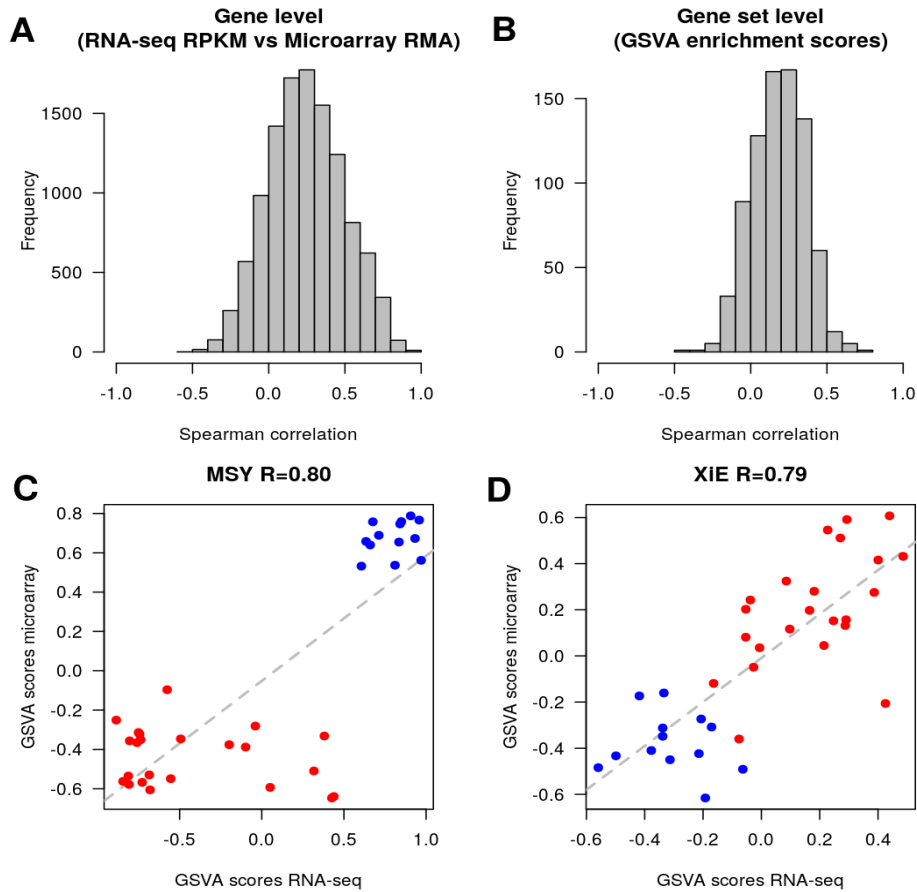 A
Gene level
(RNA-seq RPKM vs Microarray RMA)
Frequency
1500
1000
500
0
-1.0 -0.5 0.0 0.5 1.0
Spearman correlation
B
Gene set level
(GSVA enrichment scores)
Frequency
150
100
50
0
-1.0 -0.5 0.0 0.5 1.0
Spearman correlation
C
MSY R=0.80
GSVA scores microarray
0.8
0.6
0.4
0.2
0.0
-0.2
-0.4
-0.6
-0.5 0.0 0.5 1.0
GSVA scores RNA-seq
D
XiE R=0.79
GSVA scores microarray
0.6
0.4
0.2
0.0
-0.2
-0.4
-0.6
-0.6 -0.4 -0.2 0.0 0.2 0.4
GSVA scores RNA-seq